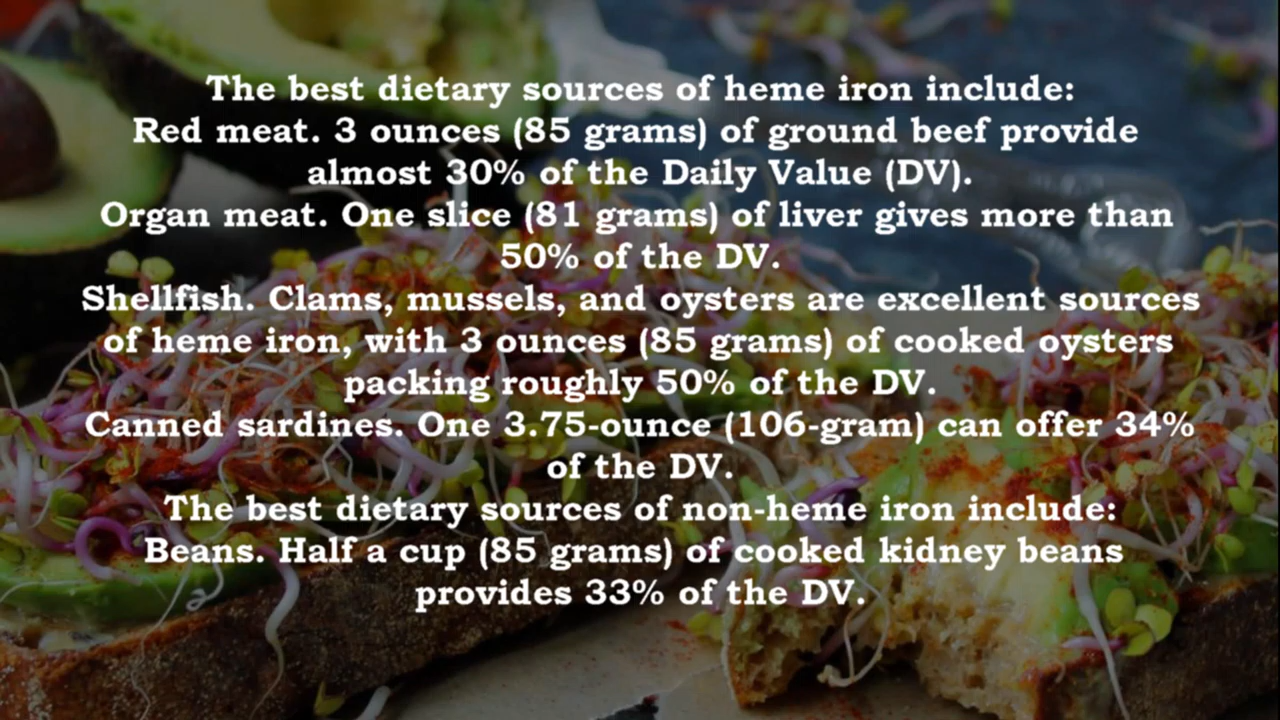 The best dietary sources of heme iron include:
Red meat. 3 ounces (85 grams) of ground beef provide
almost 30% of the Daily Value (DV).
Organ meat. One slice (81 grams) of liver gives more than
50% of the DV.
Shellfish. Clams, mussels, and oysters are excellent sources
of heme iron, with 3 ounces (85 grams) of cooked oysters
packing roughly 50% of the DV.
Canned sardines. One 3.75-ounce (106-gram) can offer 34%
of the DV.
The best dietary sources of non-heme iron include:
Beans. Half a cup (85 grams) of cooked kidney beans
provides 33% of the DV.